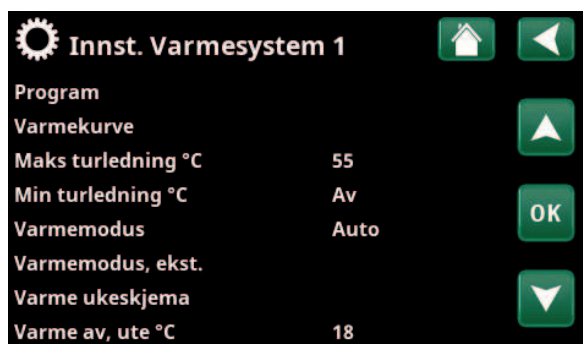 Innst. Varmesystem 1
Program
Varmekurve
Maks turledning °C 55
Min turledning °C Av
Varmemodus Auto
Varmemodus, ekst.
Varme ukeskjema
Varme av, ute °C 18
OK